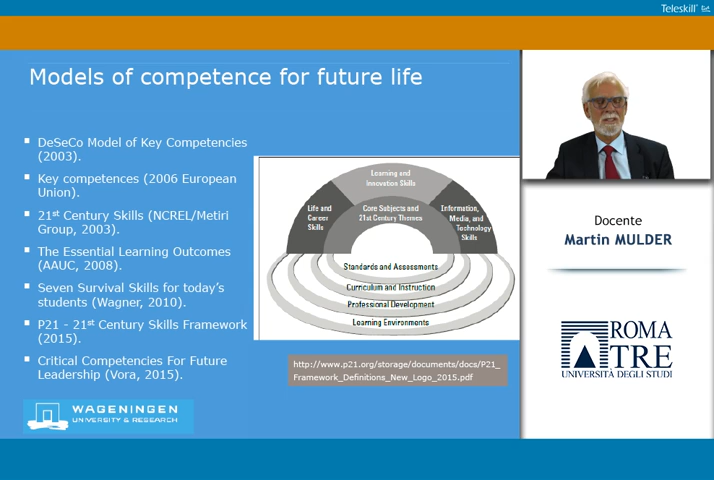 Teleskill
Models of competence for future life
DeSeCo Model of Key Competencies
(2003).
Key competences (2006 European
Union).
21st Century Skills (NCREL/Metiri
Group, 2003).
The Essential Learning Outcomes
(AAUC, 2008).
Seven Survival Skills for today's
students (Wagner, 2010).
P21 - 21st Century Skills Framework
(2015).
Critical Competencies For Future
Leadership (Vora, 2015).
Learning and
Innovation Skills
Life and
Career
Skills
Core Subjects and
21st Century Themes
Information,
Media, and
Technology
Skills
Standards and Assessments
Curriculum and Instruction
Professional Development
Learning Environments
http://www.p21.org/storage/documents/docs/P21_
Framework_Definitions_New_Logo_2015.pdf
WAGENINGEN
UNIVERSITY & RESEARCH
Docente
Martin MULDER
ROMA
TRE
UNIVERSITÀ DEGLI STUDI